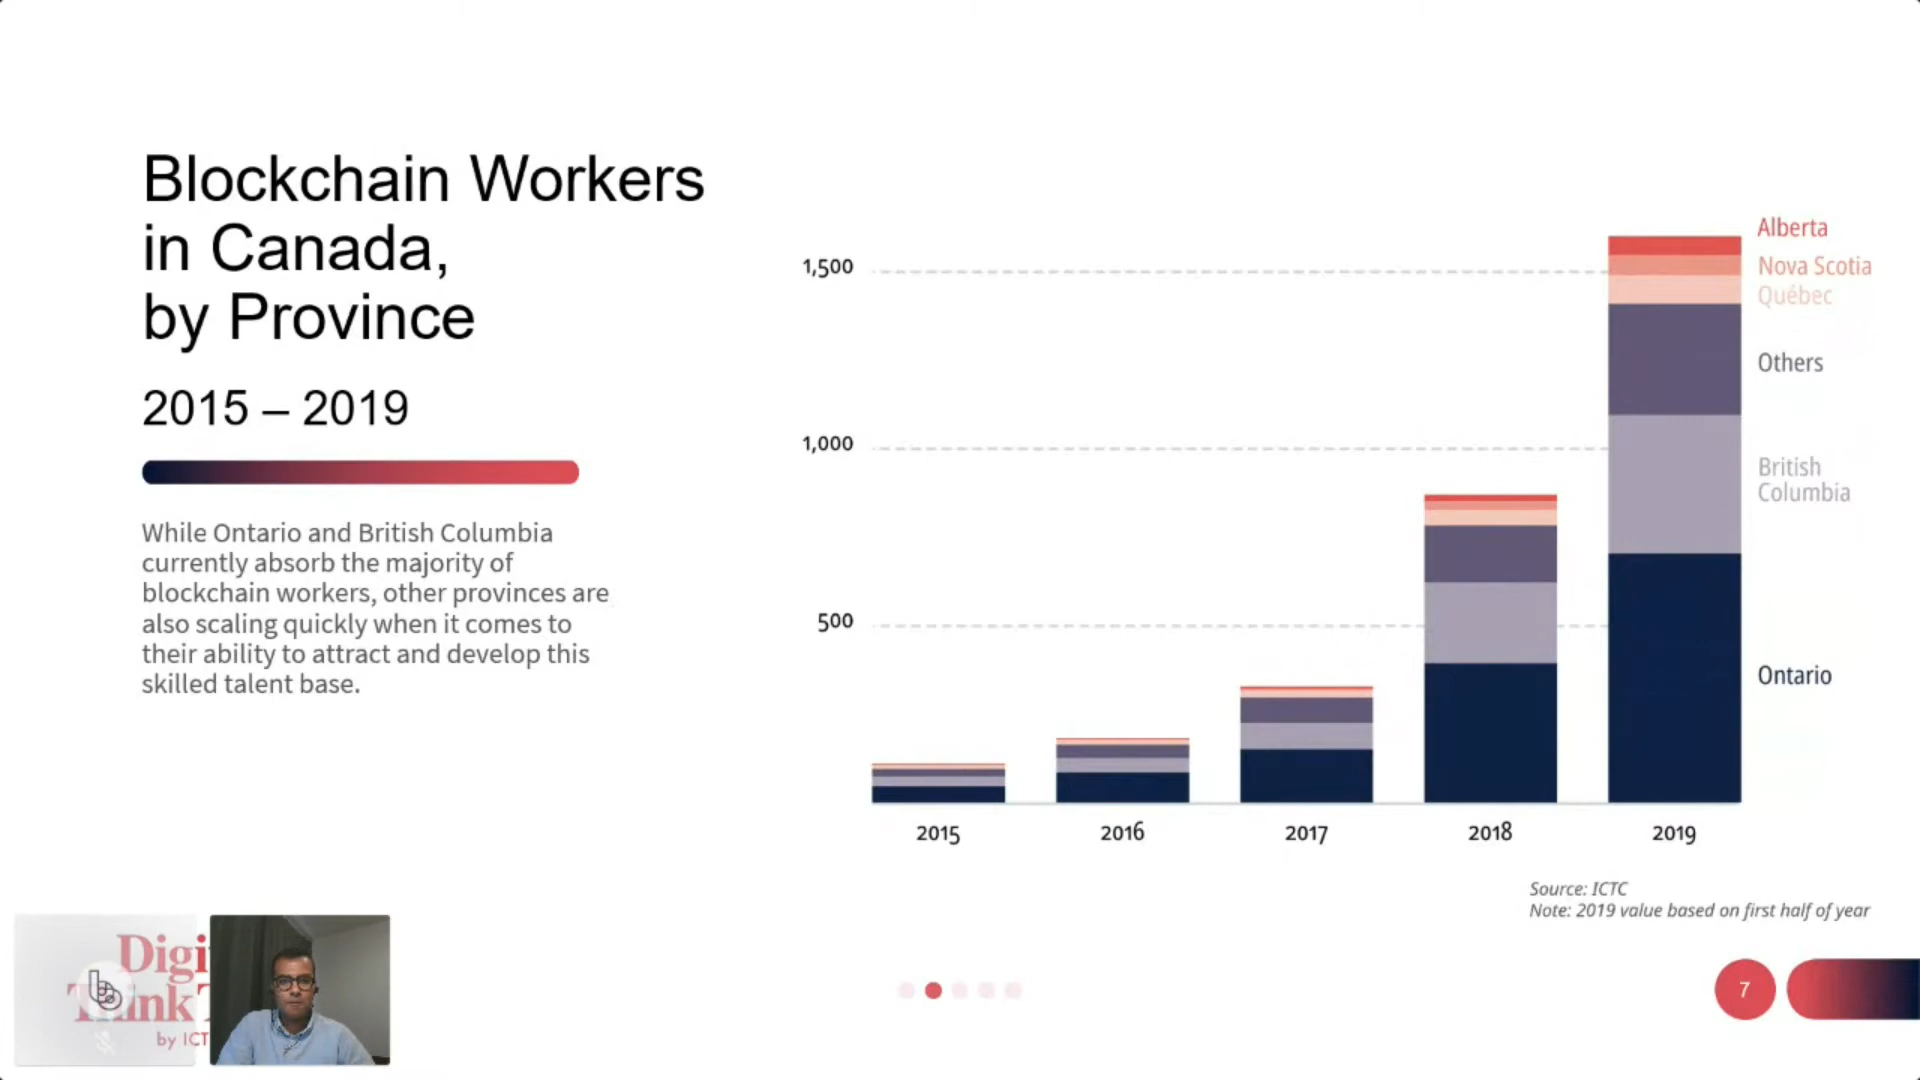 Blockchain Workers
in Canada,
by Province
2015 – 2019
While Ontario and British Columbia
currently absorb the majority of
blockchain workers, other provinces are
also scaling quickly when it comes to
their ability to attract and develop this
skilled talent base.
1,500
1,000
500
2015
2016
2017
2018
2019
Alberta
Nova Scotia
Québec
Others
British
Columbia
Ontario
Source: ICTC
Note: 2019 value based on first half of year
7
by